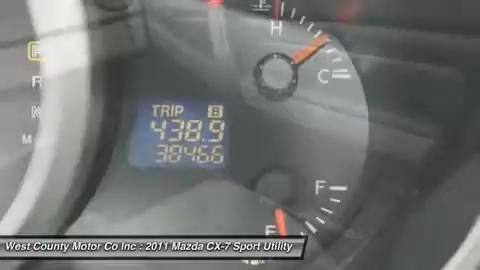 H
P
R
C
N
TRIP B
438.9
M
38466
F
E
West County Motor Co Inc : 2011 Mazda CX-7 Sport Utility